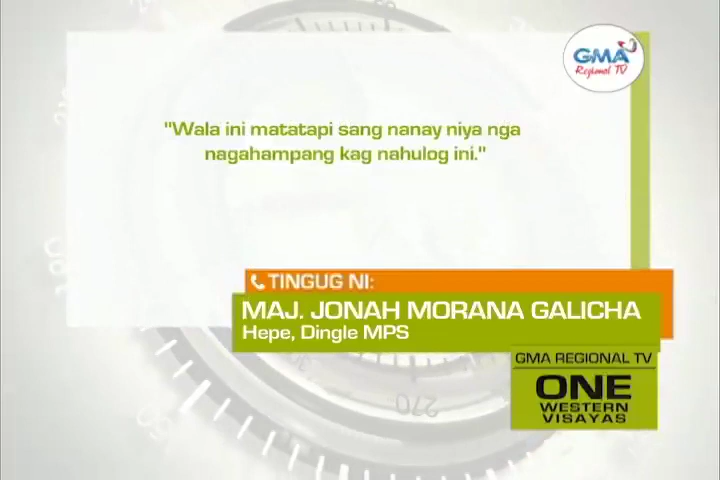 GMA
Regional TV
"Wala ini matatapi sang nanay niya nga
nagahampang kag nahulog ini."
TINGUG NI:
MAJ. JONAH MORANA GALICHA
Hepe, Dingle MPS
GMA REGIONAL TV
ONE
WESTERN
VISAYAS
270